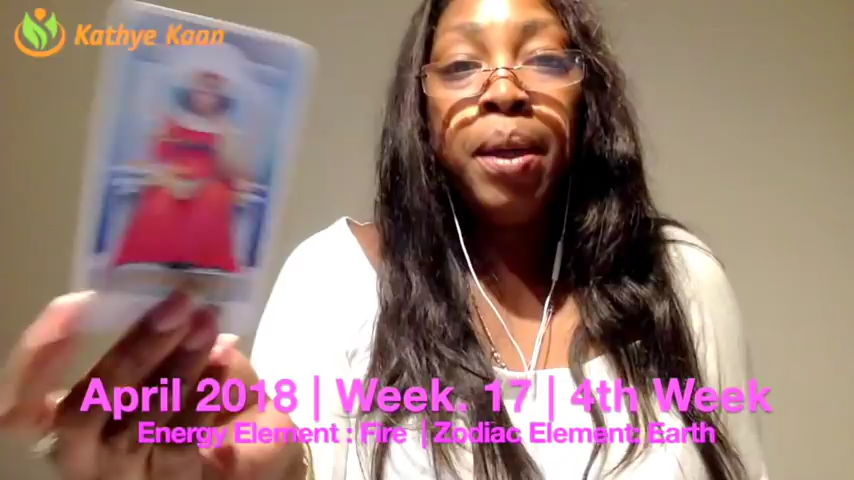 Kathye Kaan
April 2018 | Week. 17 | 4th Week
Energy Element : Fire | Zodiac Element: Earth